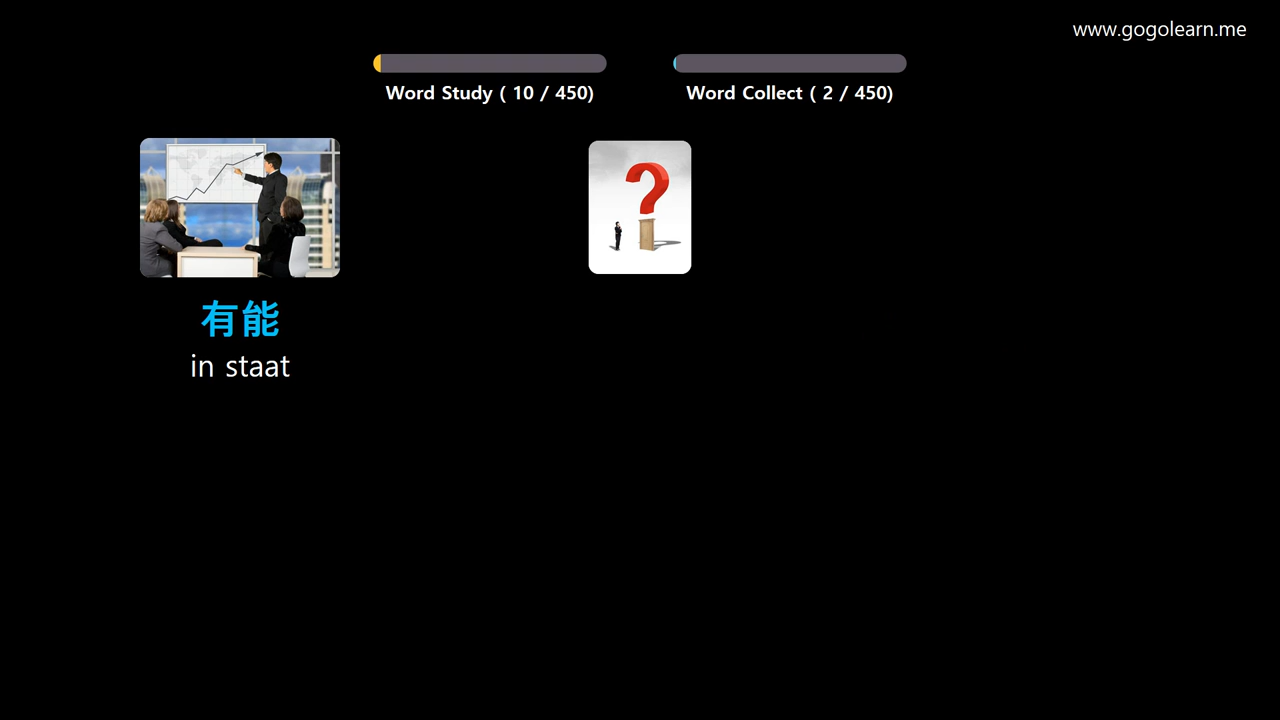 www.gogolearn.me
Word Study ( 10 / 450)
Word Collect ( 2 / 450)
有能
in staat